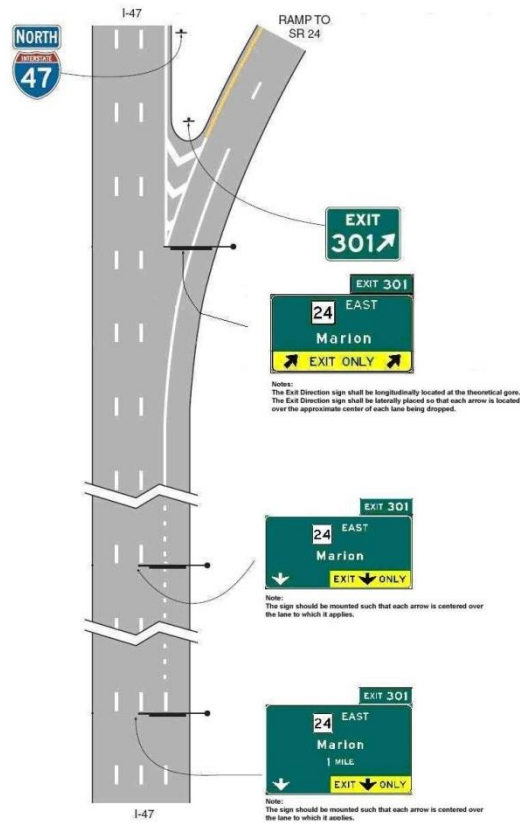 I-47
RAMP TO
SR 24
NORTH
INTERSTATE
47
EXIT
301
EXIT 301
24 EAST
Marion
EXIT ONLY
Notes:
The Exit Direction sign shall be longitudinally located at the theoretical gore.
The Exit Direction sign shall be laterally placed so that each arrow is located
over the approximate center of each lane being dropped.
EXIT 301
24 EAST
Marion
EXIT ONLY
Note:
The sign should be mounted such that each arrow is centered over
the lane to which it applies.
EXIT 301
24 EAST
Marion
1 MILE
EXIT ONLY
Note:
The sign should be mounted such that each arrow is centered over
the lane to which it applies.
I-47